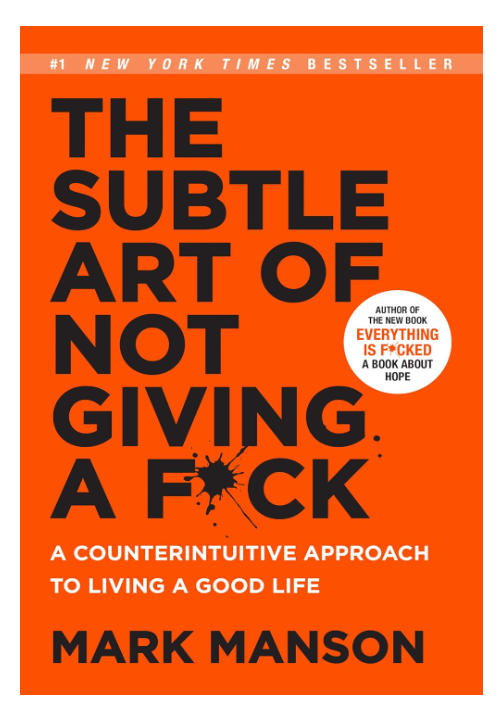 #1 NEW YORK TIMES BESTSELLER
THE
SUBTLE
ART OF
NOT
GIVING
A F*CK
AUTHOR OF
THE NEW BOOK
EVERYTHING
IS F*CKED
A BOOK ABOUT
HOPE
A COUNTERINTUITIVE APPROACH
TO LIVING A GOOD LIFE
MARK MANSON